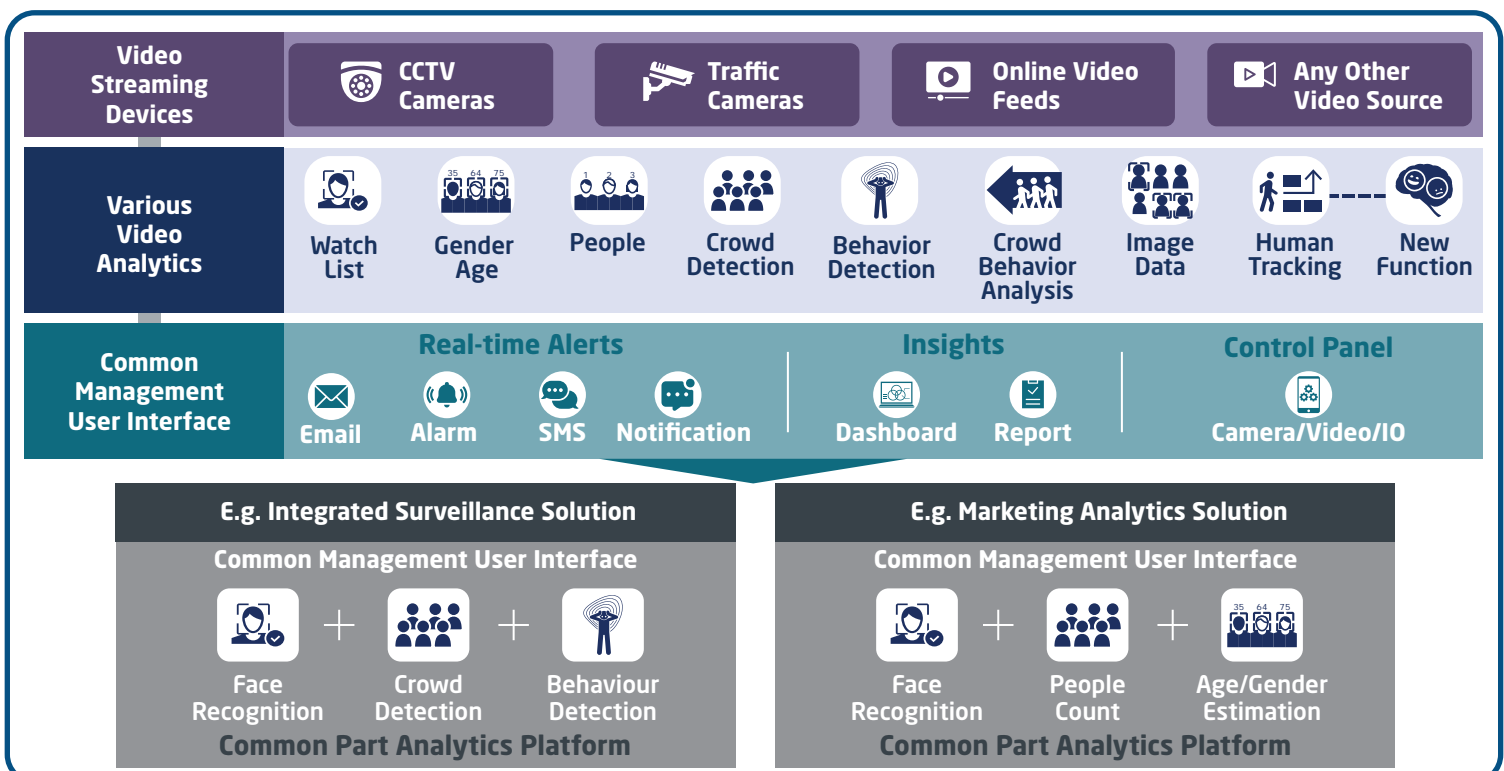 Video
Streaming
Devices
CCTV
Cameras
Traffic
Cameras
Online Video
Feeds
Any Other
Video Source
Various
Video
Analytics
Watch
List
35 64 75
Gender
Age
1 2 3
People
Crowd
Detection
Behavior
Detection
Crowd
Behavior
Analysis
Image
Data
Human
Tracking
New
Function
Common
Management
User Interface
Real-time Alerts
Email
Alarm
SMS
Notification
Insights
Dashboard
Report
Control Panel
Camera/Video/IO
E.g. Integrated Surveillance Solution
Common Management User Interface
Face
Recognition
Crowd
Detection
Behaviour
Detection
Common Part Analytics Platform
E.g. Marketing Analytics Solution
Common Management User Interface
Face
Recognition
People
Count
35 64 75
Age/Gender
Estimation
Common Part Analytics Platform